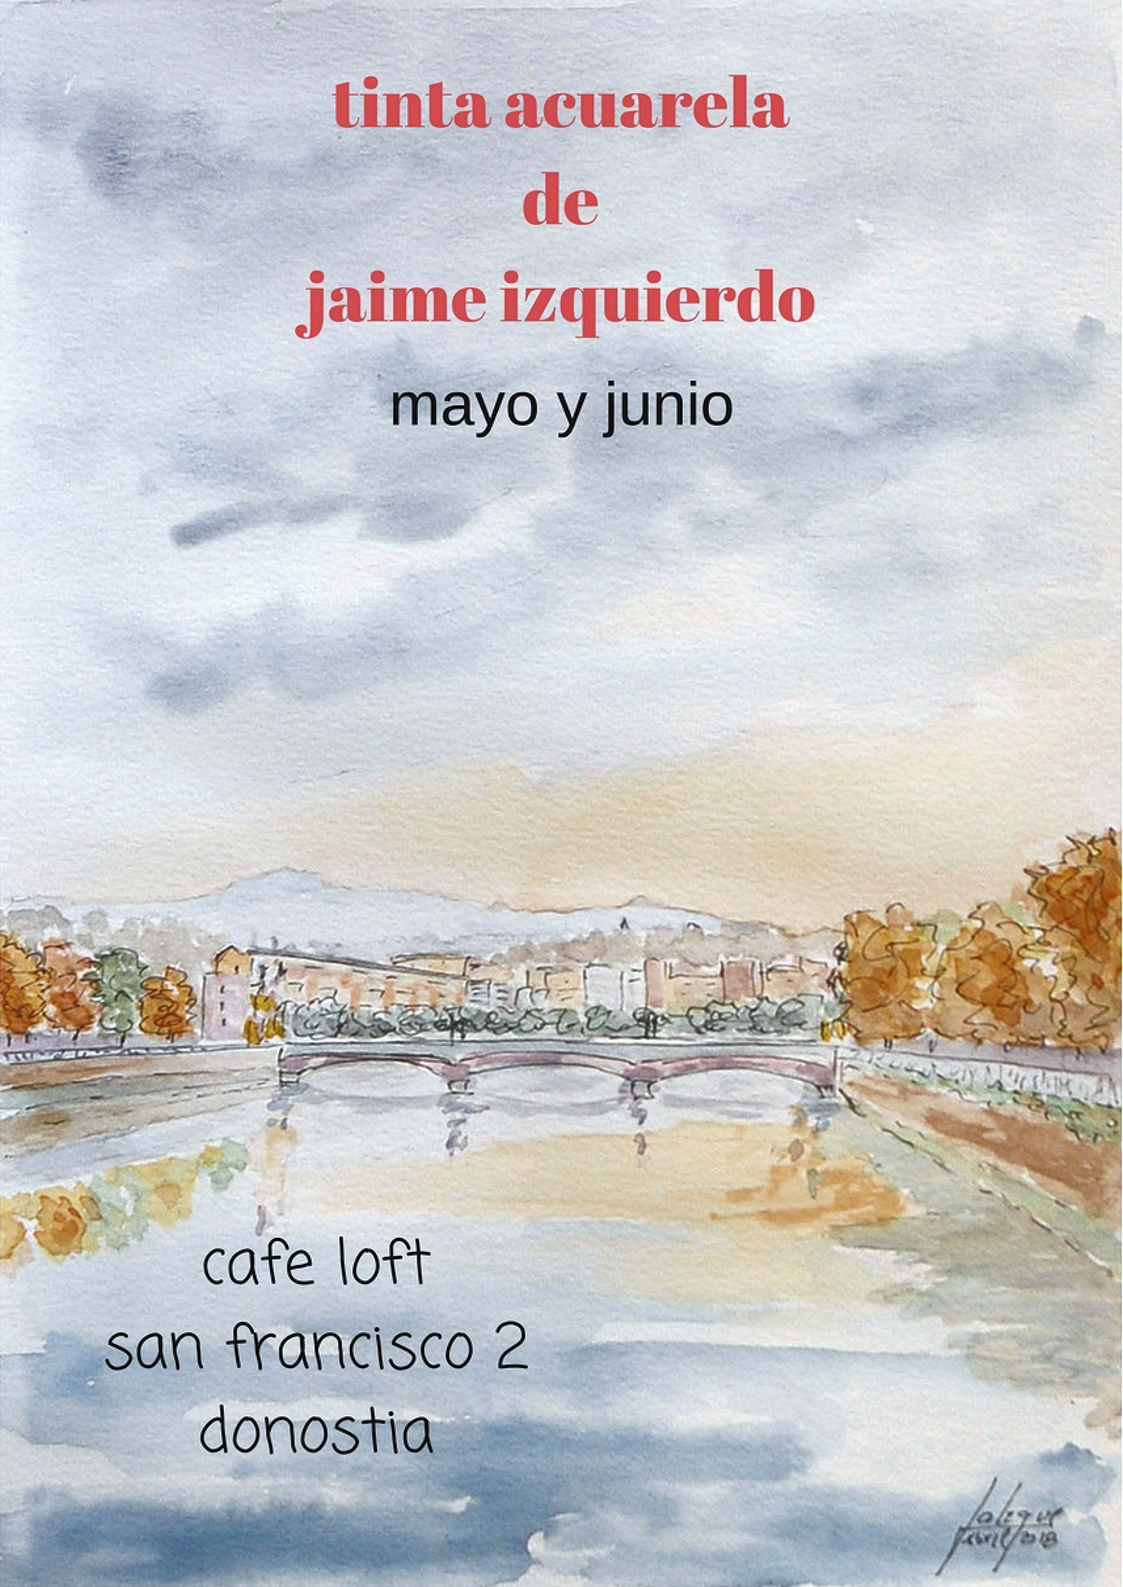 tinta acuarela
de
jaime izquierdo
mayo y junio
cafe loft
san francisco 2
donostia